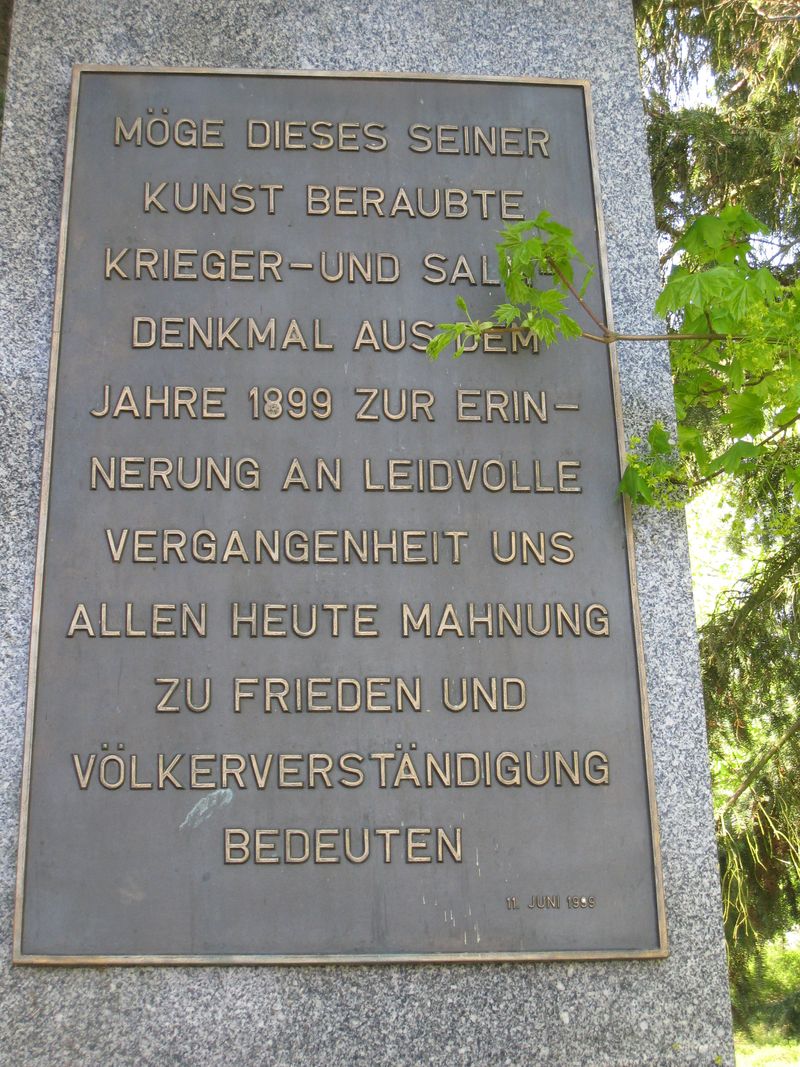 MÖGE DIESES SEINER
KUNST BERAUBTE
KRIEGER-UND
DENKMAL AUS DEM
JAHRE 1899 ZUR ERIN-
NERUNG AN LEIDVOLLE
VERGANGENHEIT UNS
ALLEN HEUTE MAHNUNG
ZU FRIEDEN UND
VÖLKERVERSTÄNDIGUNG
BEDEUTEN
11. JUNI 1999